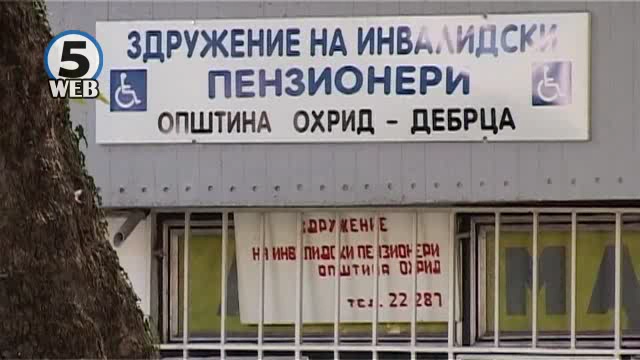 5
WEB
ЗДРУЖЕНИЕ НА ИНВАЛИДСКИ
ПЕНЗИОНЕРИ
ОПШТИНА ОХРИД - ДЕБРЦА
ЗДРУЖЕНИЕ
НА ИНВАЛИДСКИ ПЕНЗИОНЕРИ
ОПШТИНА ОХРИД
ТЕЛ. 22 287